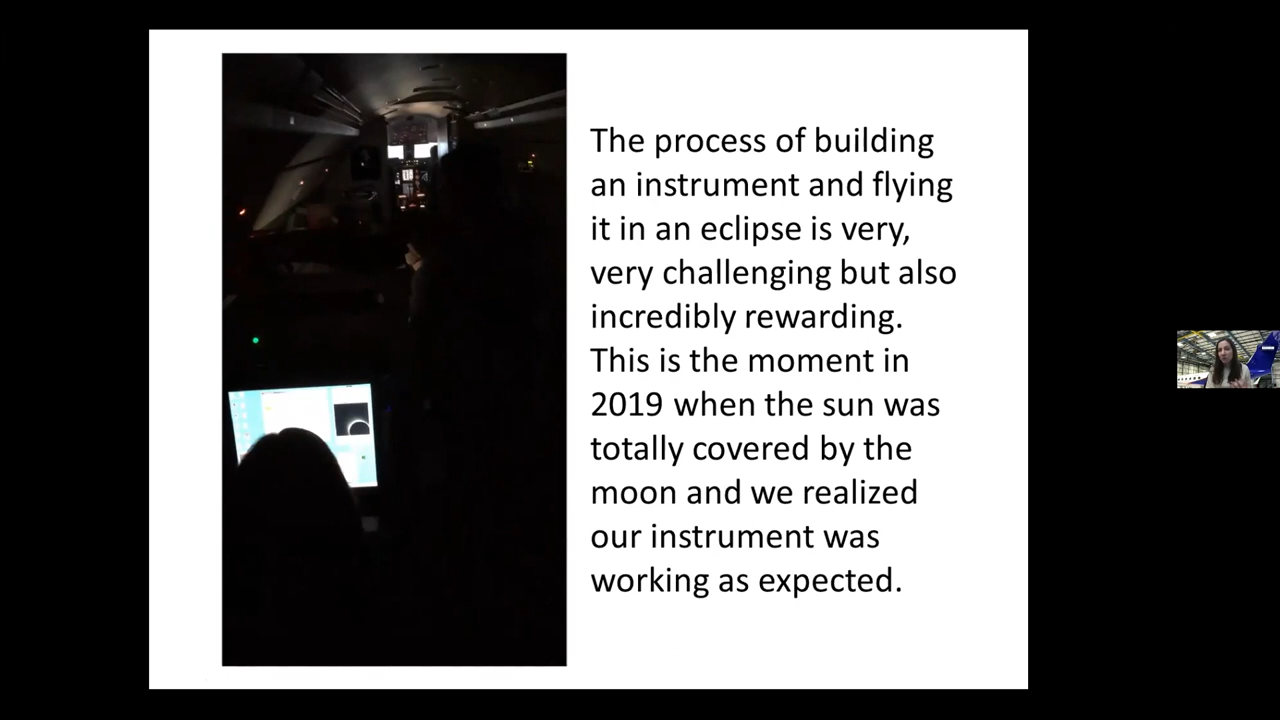 The process of building
an instrument and flying
it in an eclipse is very,
very challenging but also
incredibly rewarding.
This is the moment in
2019 when the sun was
totally covered by the
moon and we realized
our instrument was
working as expected.